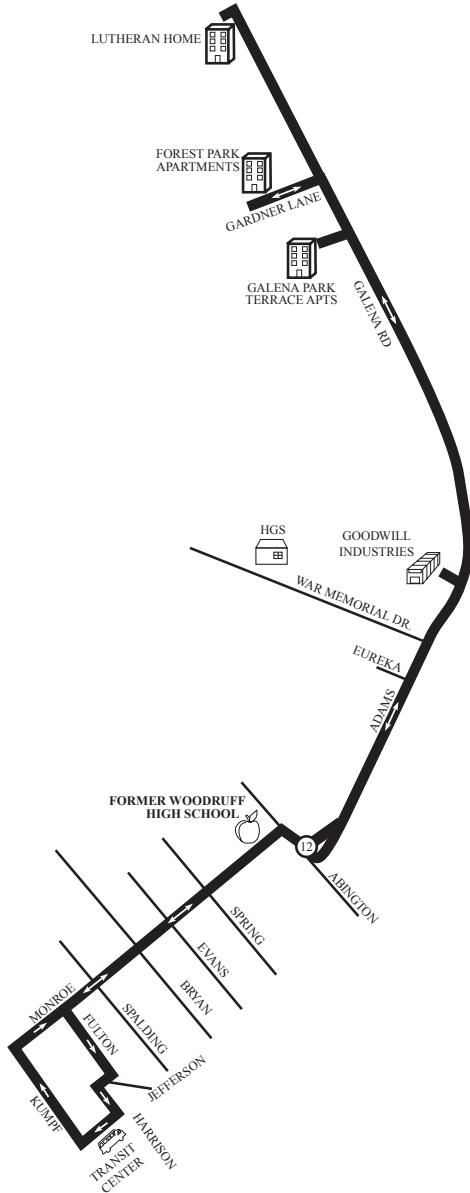 LUTHERAN HOME
FOREST PARK
APARTMENTS
GARDNER LANE
GALENA PARK
TERRACE APTS
GALENA RD
HGS
GOODWILL
INDUSTRIES
WAR MEMORIAL DR.
EUREKA
ADAMS
FORMER WOODRUFF
HIGH SCHOOL
12
ABINGTON
SPRING
EVANS
BRYAN
SPALDING
MONROE
FULTON
JEFFERSON
KUMPF
HARRISON
TRANSIT
CENTER